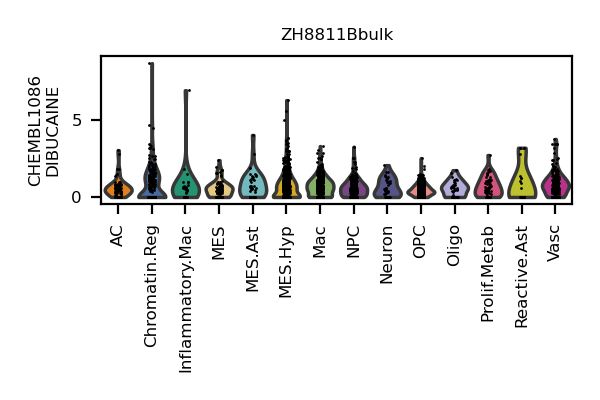 ZH8811Bbulk
CHEMBL1086
DIBUCAINE
5
0
AC
Chromatin.Reg
Inflammatory.Mac
MES
MES.Ast
MES.Hyp
Mac
NPC
Neuron
OPC
Oligo
Prolif.Metab
Reactive.Ast
Vasc